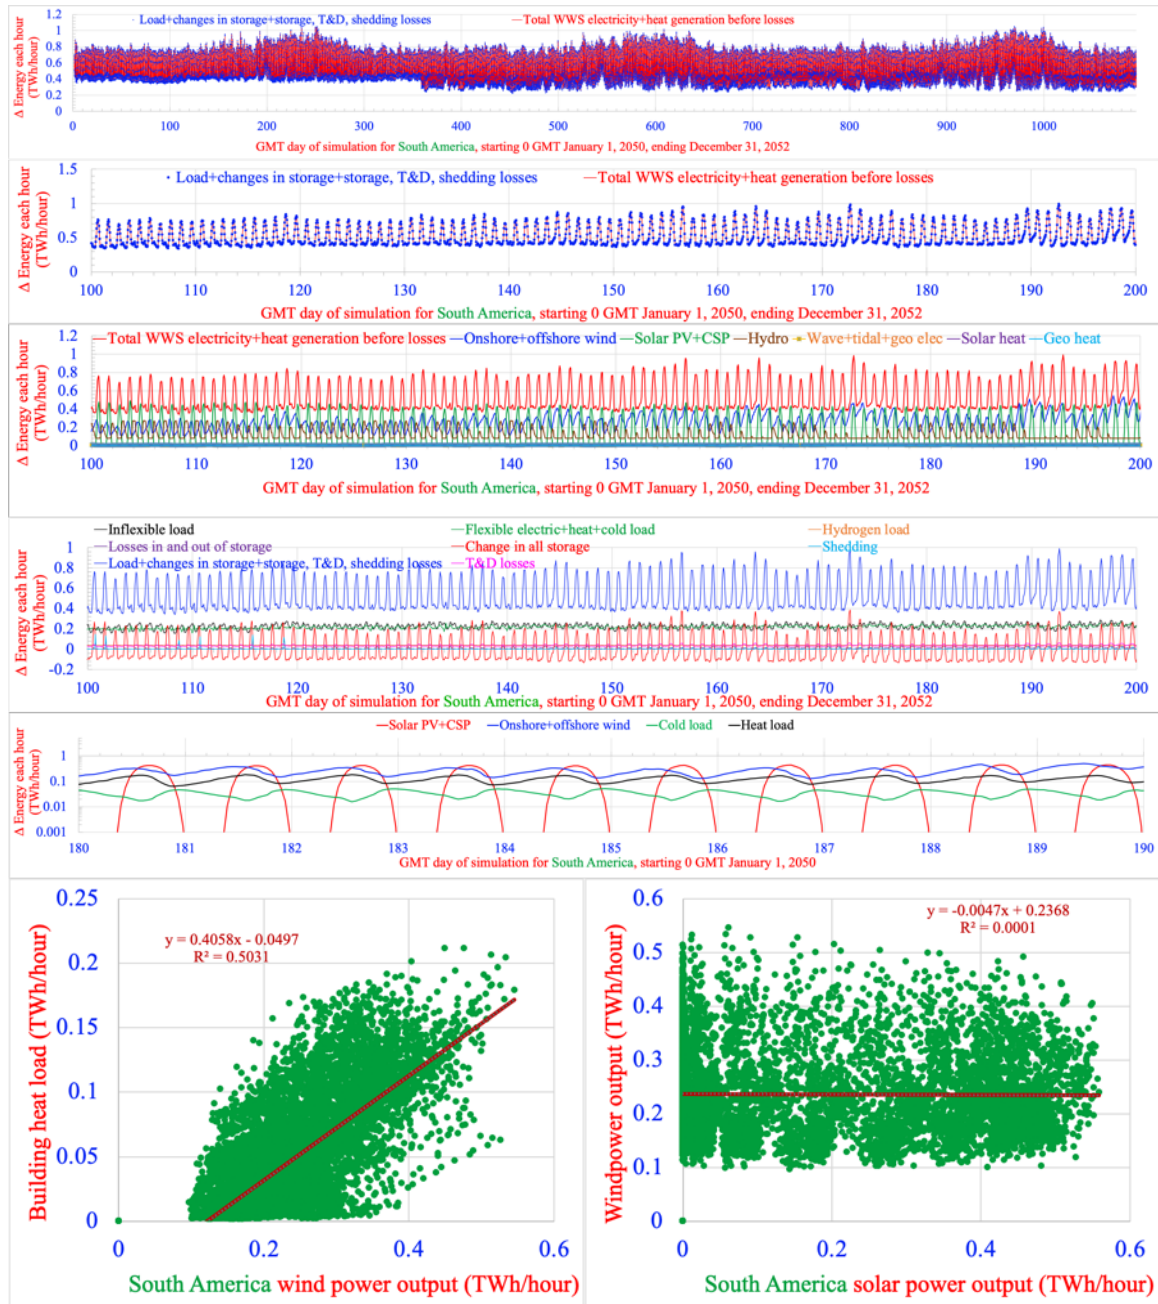 Load+changes in storage+storage, T&D, shedding losses
Total WWS electricity+heat generation before losses
Δ Energy each hour
(TWh/hour)
1.2
1
0.8
0.6
0.4
0.2
0
0 100 200 300 400 500 600 700 800 900 1000
GMT day of simulation for South America, starting 0 GMT January 1, 2050, ending December 31, 2052
Load+changes in storage+storage, T&D, shedding losses
Total WWS electricity+heat generation before losses
Δ Energy each hour
(TWh/hour)
1.5
1
0.5
0
100 110 120 130 140 150 160 170 180 190 200
GMT day of simulation for South America, starting 0 GMT January 1, 2050, ending December 31, 2052
Total WWS electricity+heat generation before losses
Onshore+offshore wind
Solar PV+CSP
Hydro
Wave+tidal+geo elec
Solar heat
Geo heat
Δ Energy each hour
(TWh/hour)
1.2
1
0.8
0.6
0.4
0.2
0
100 110 120 130 140 150 160 170 180 190 200
GMT day of simulation for South America, starting 0 GMT January 1, 2050, ending December 31, 2052
Inflexible load
Flexible electric+heat+cold load
Hydrogen load
Losses in and out of storage
Change in all storage
Shedding
Load+changes in storage+storage, T&D, shedding losses
T&D losses
Δ Energy each hour
(TWh/hour)
1
0.8
0.6
0.4
0.2
0
-0.2
100 110 120 130 140 150 160 170 180 190 200
GMT day of simulation for South America, starting 0 GMT January 1, 2050, ending December 31, 2052
Solar PV+CSP
Onshore+offshore wind
Cold load
Heat load
Δ Energy each hour
(TWh/hour)
1
0.1
0.01
0.001
180 181 182 183 184 185 186 187 188 189 190
GMT day of simulation for South America, starting 0 GMT January 1, 2050
Building heat load (TWh/hour)
0.25
0.2
0.15
0.1
0.05
0
y = 0.4058x - 0.0497
R² = 0.5031
0 0.2 0.4 0.6
South America wind power output (TWh/hour)
Windpower output (TWh/hour)
0.6
0.5
0.4
0.3
0.2
0.1
0
y = -0.0047x + 0.2368
R² = 0.0001
0 0.2 0.4 0.6
South America solar power output (TWh/hour)